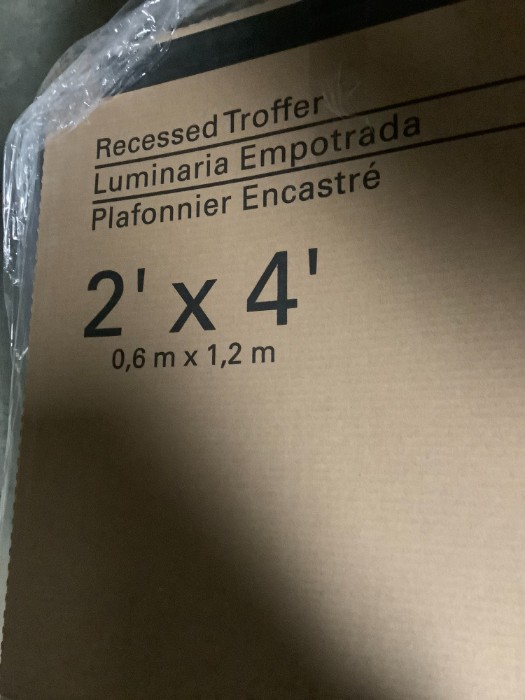 Recessed Troffer
Luminaria Empotrada
Plafonnier Encastré
2' x 4'
0,6 m x 1,2 m